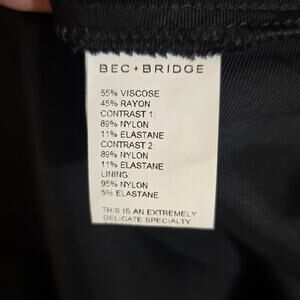 BEC+BRIDGE
55% VISCOSE
45% RAYON
CONTRAST 1:
89% NYLON
11% ELASTANE
CONTRAST 2:
89% NYLON
11% ELASTANE
LINING
95% NYLON
5% ELASTANE
THIS IS AN EXTREMELY
DELICATE SPECIALTY